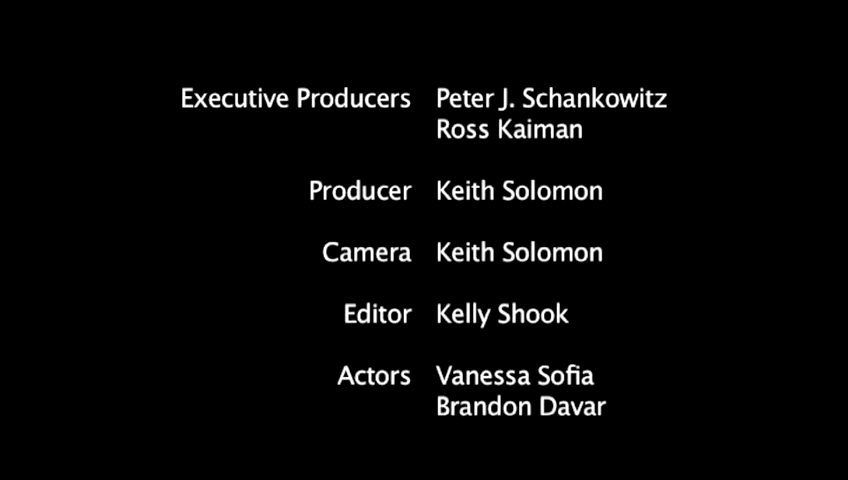 Executive Producers Peter J. Schankowitz
Ross Kaiman
Producer Keith Solomon
Camera Keith Solomon
Editor Kelly Shook
Actors Vanessa Sofia
Brandon Davar